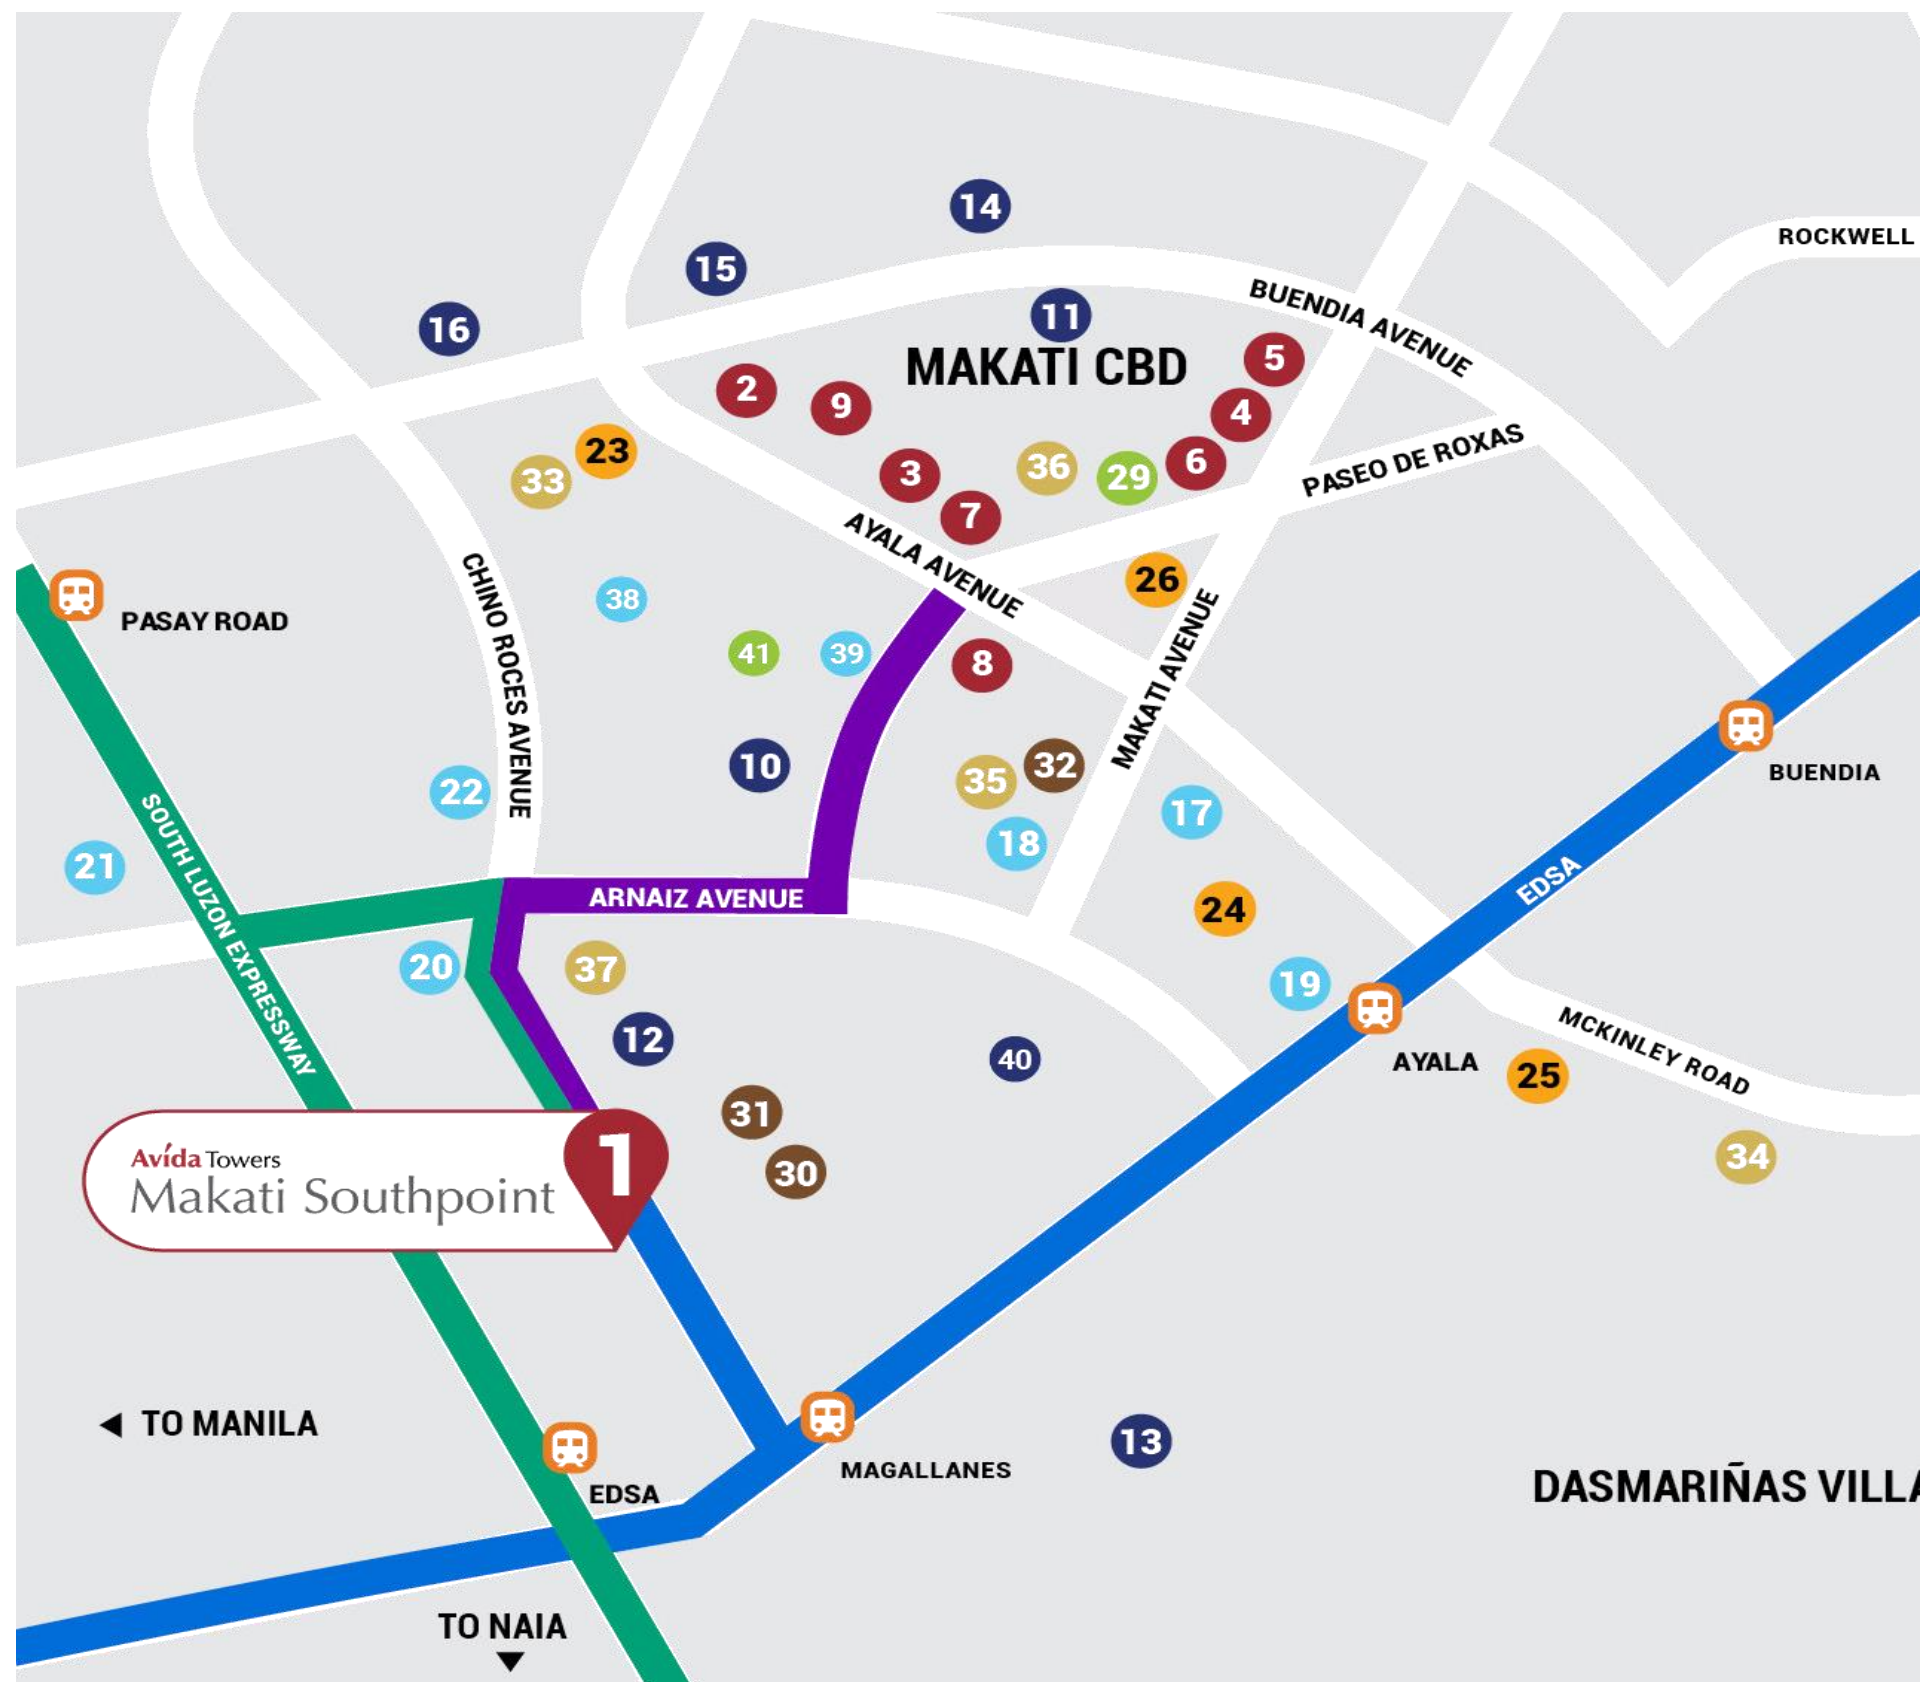 14
ROCKWELL
15
BUENDIA AVENUE
11
16
MAKATI CBD
5
2
9
4
23
33
3
36
29
6
PASEO DE ROXAS
7
AYALA AVENUE
26
CHINO ROCES AVENUE
38
PASAY ROAD
41
39
8
MAKATI AVENUE
10
35
32
BUENDIA
22
17
18
21
SOUTH LUZON EXPRESSWAY
ARNAIZ AVENUE
EDSA
24
20
37
19
12
40
AYALA
25
MCKINLEY ROAD
31
30
34
Avída Towers
Makati Southpoint
1
TO MANILA
MAGALLANES
13
EDSA
DASMARIÑAS VILLA
TO NAIA